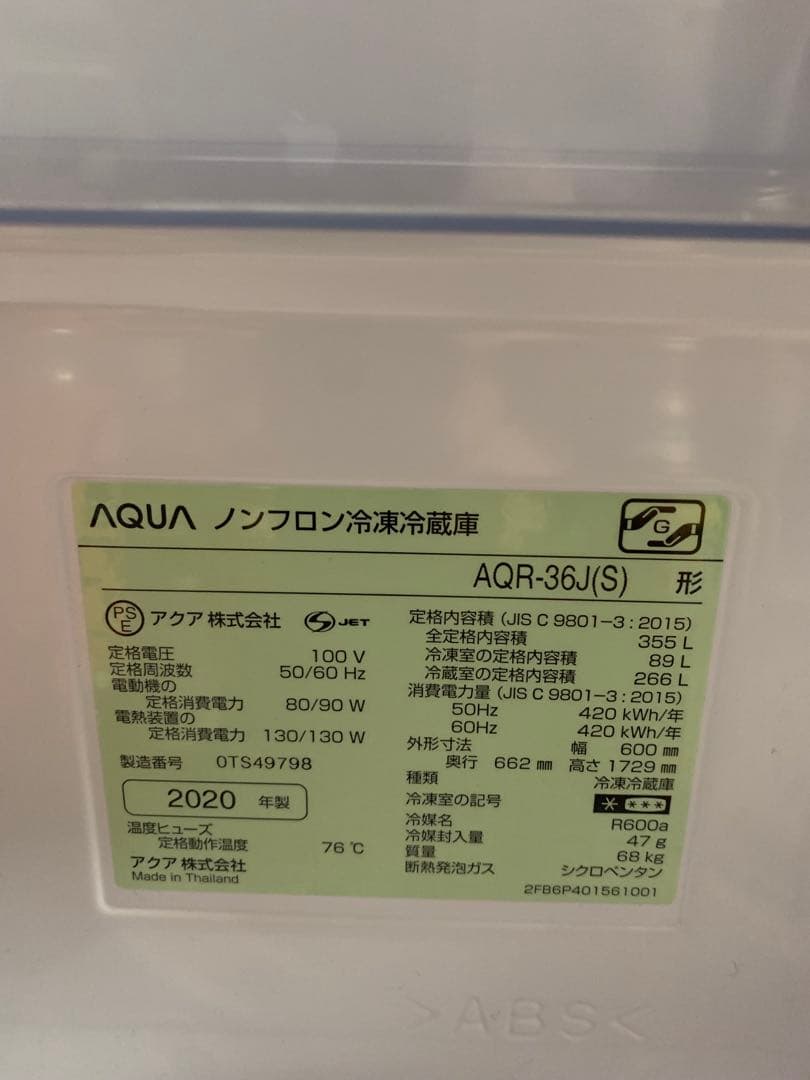 AQUA ノンフロン冷凍冷蔵庫
G
AQR-36J(S) 形
PS E アクア株式会社 S JET
定格電圧 100 V
定格周波数 50/60 Hz
電動機の
定格消費電力 80/90 W
電熱装置の
定格消費電力 130/130 W
製造番号 0TS49798
2020 年製
温度ヒューズ
定格動作温度 76 ℃
アクア株式会社
Made in Thailand
定格内容積 (JIS C 9801-3 : 2015)
全定格内容積 355 L
冷凍室の定格内容積 89 L
冷蔵室の定格内容積 266 L
消費電力量 (JIS C 9801-3 : 2015)
50Hz 420 kWh/年
60Hz 420 kWh/年
外形寸法 幅 600 ㎜
奥行 662 ㎜ 高さ 1729 ㎜
種類 冷凍冷蔵庫
冷凍室の記号 * ***
冷媒名 R600a
冷媒封入量 47 g
質量 68 kg
断熱発泡ガス シクロペンタン
2FB6P401561001
>ABS<